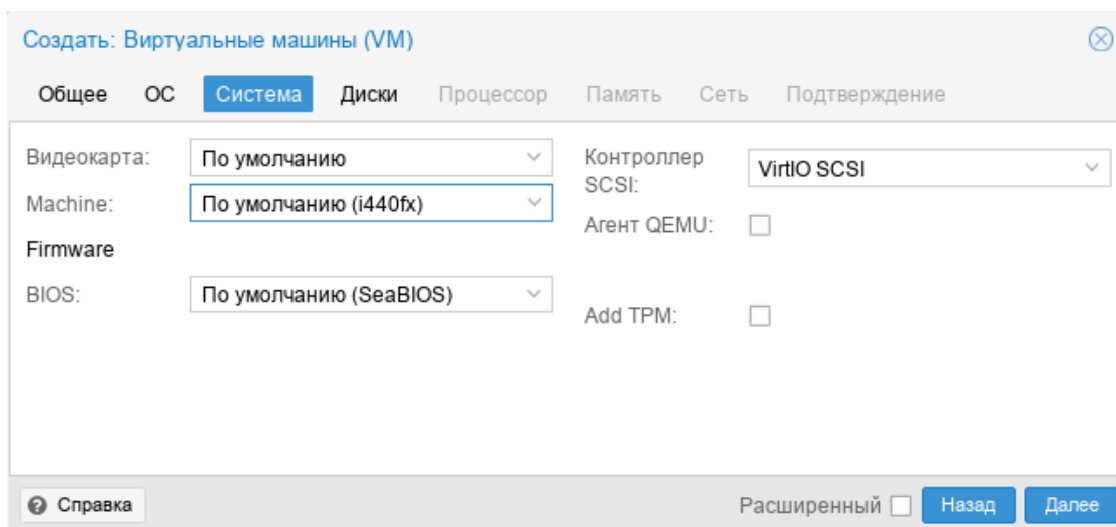 Создать: Виртуальные машины (VM)
Общее ОС Система Диски Процессор Память Сеть Подтверждение
Видеокарта: По умолчанию
Machine: По умолчанию (i440fx)
Firmware
BIOS: По умолчанию (SeaBIOS)
Контроллер SCSI: VirtIO SCSI
Агент QEMU:
Add TPM:
Справка Расширенный Назад Далее